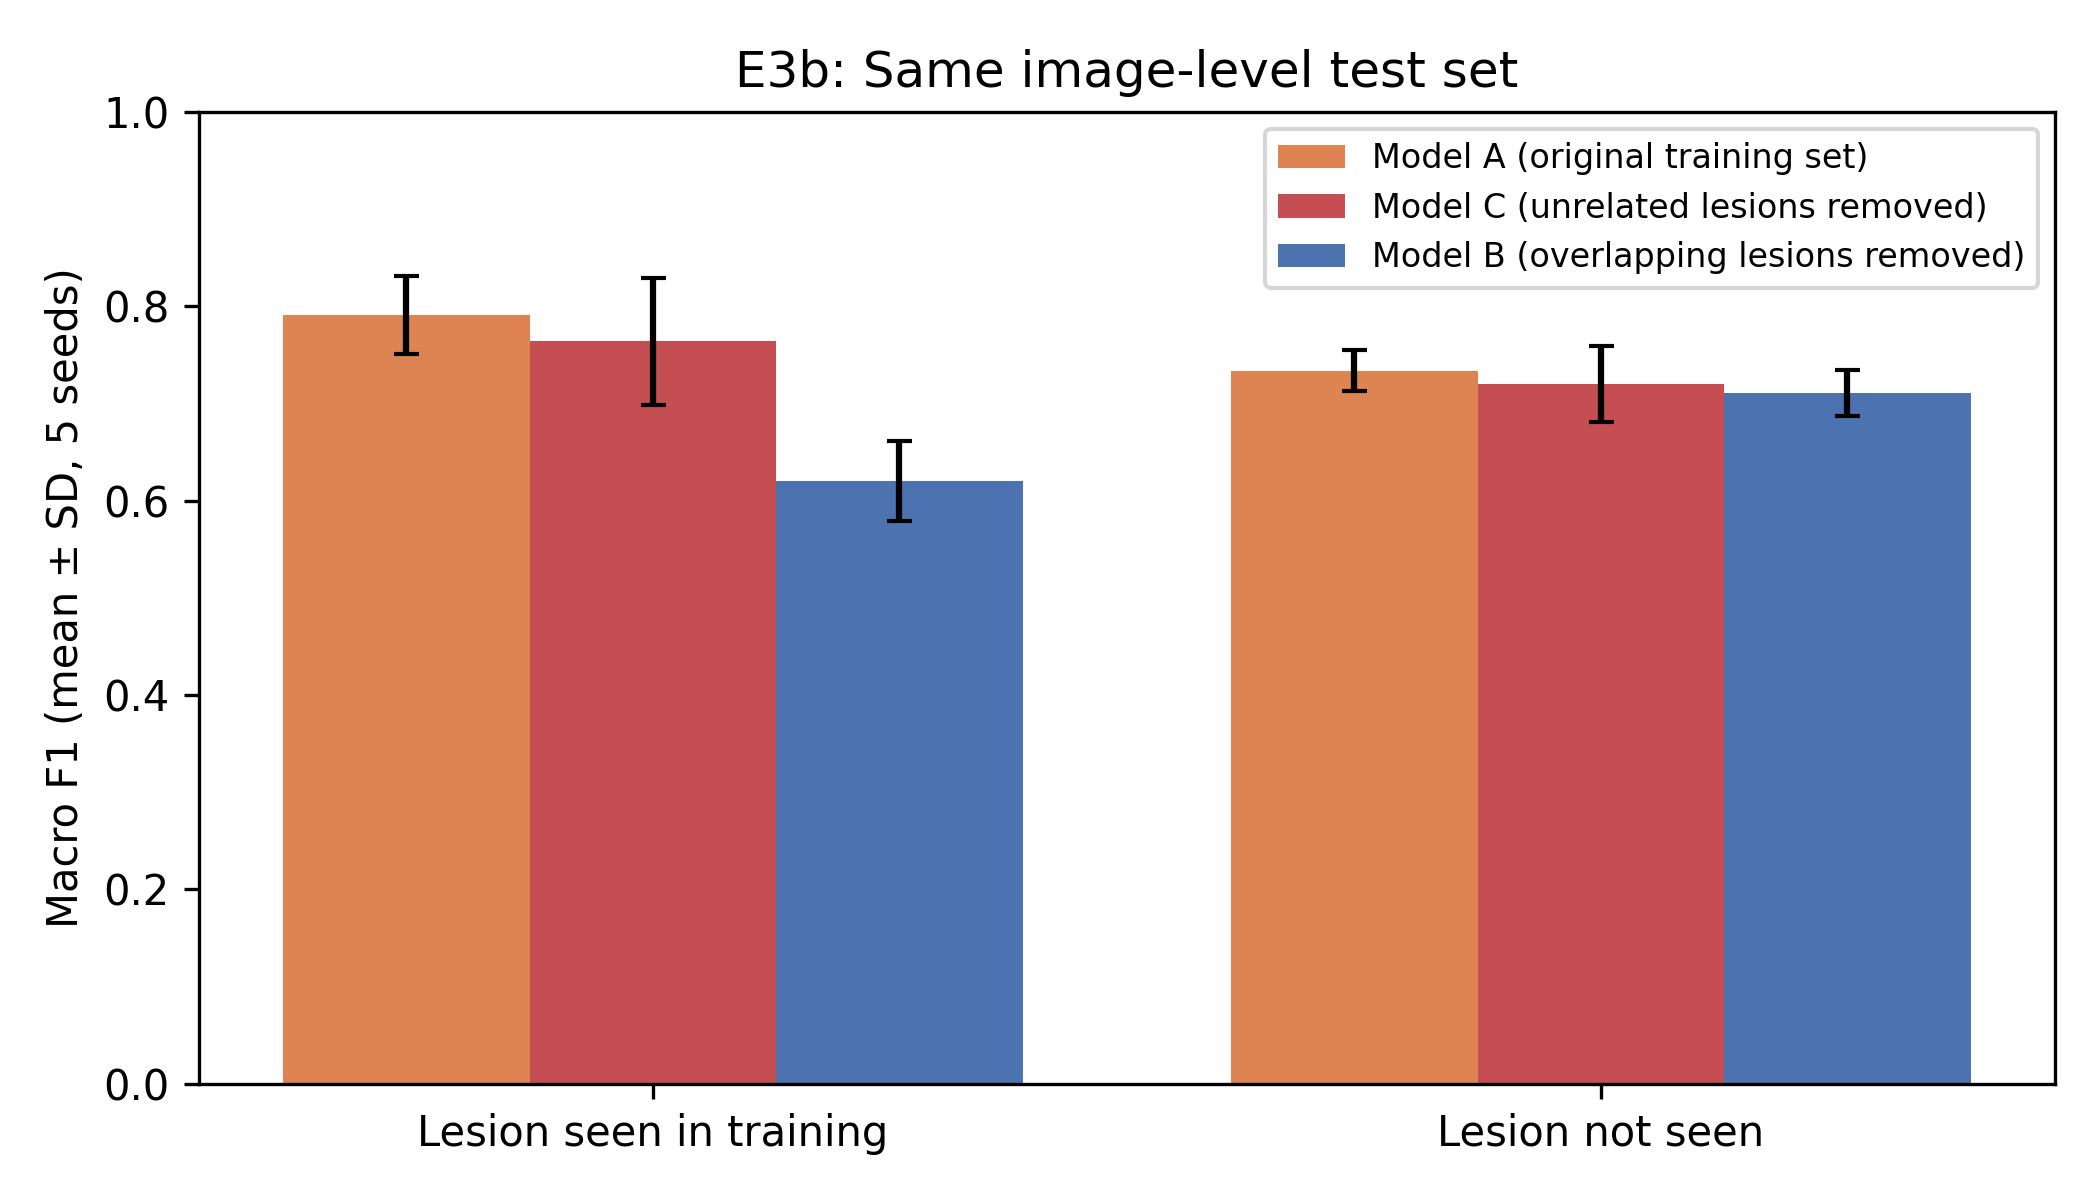 E3b: Same image-level test set
Macro F1 (mean ± SD, 5 seeds)
1.0
0.8
0.6
0.4
0.2
0.0
Model A (original training set)
Model C (unrelated lesions removed)
Model B (overlapping lesions removed)
Lesion seen in training
Lesion not seen